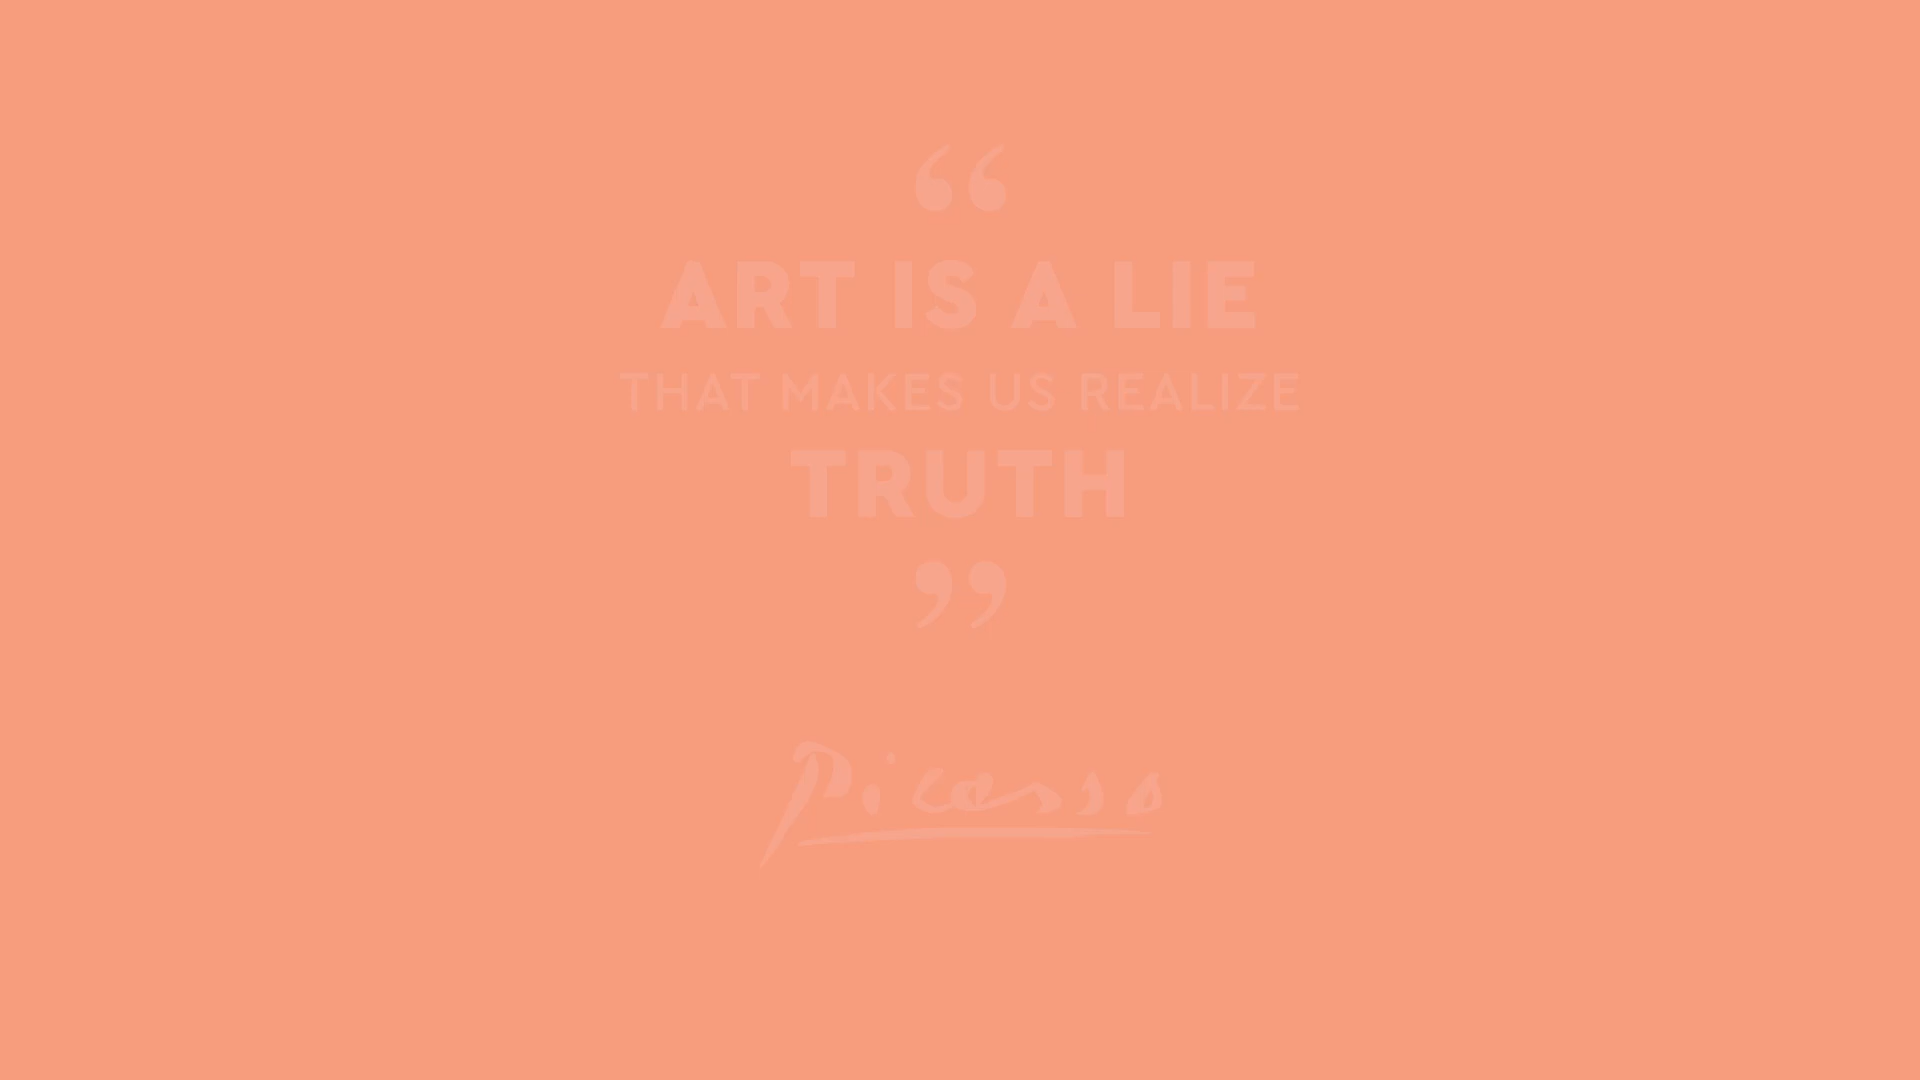 “
ART IS A LIE
THAT MAKES US REALIZE
TRUTH
”
Picasso